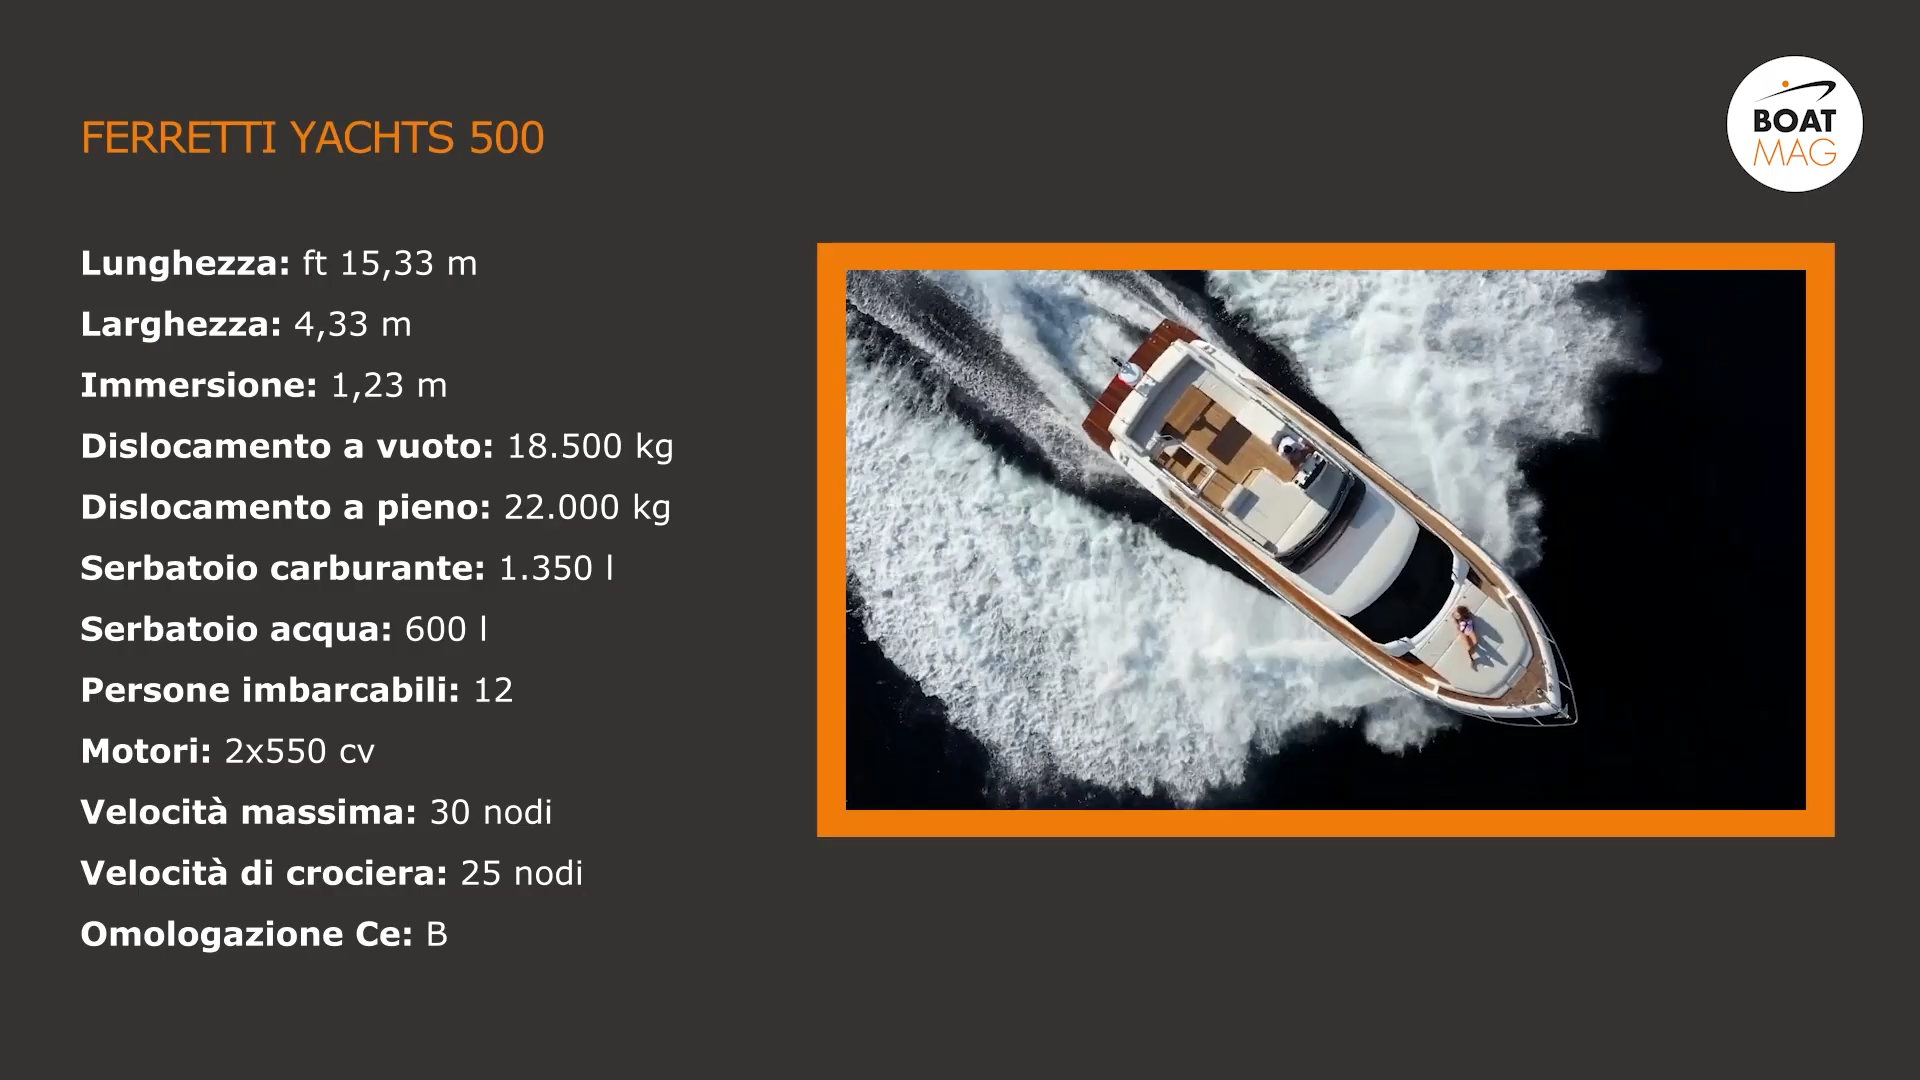 FERRETTI YACHTS 500
BOAT
MAG
Lunghezza: ft 15,33 m
Larghezza: 4,33 m
Immersione: 1,23 m
Dislocamento a vuoto: 18.500 kg
Dislocamento a pieno: 22.000 kg
Serbatoio carburante: 1.350 l
Serbatoio acqua: 600 l
Persone imbarcabili: 12
Motori: 2x550 cv
Velocità massima: 30 nodi
Velocità di crociera: 25 nodi
Omologazione Ce: B